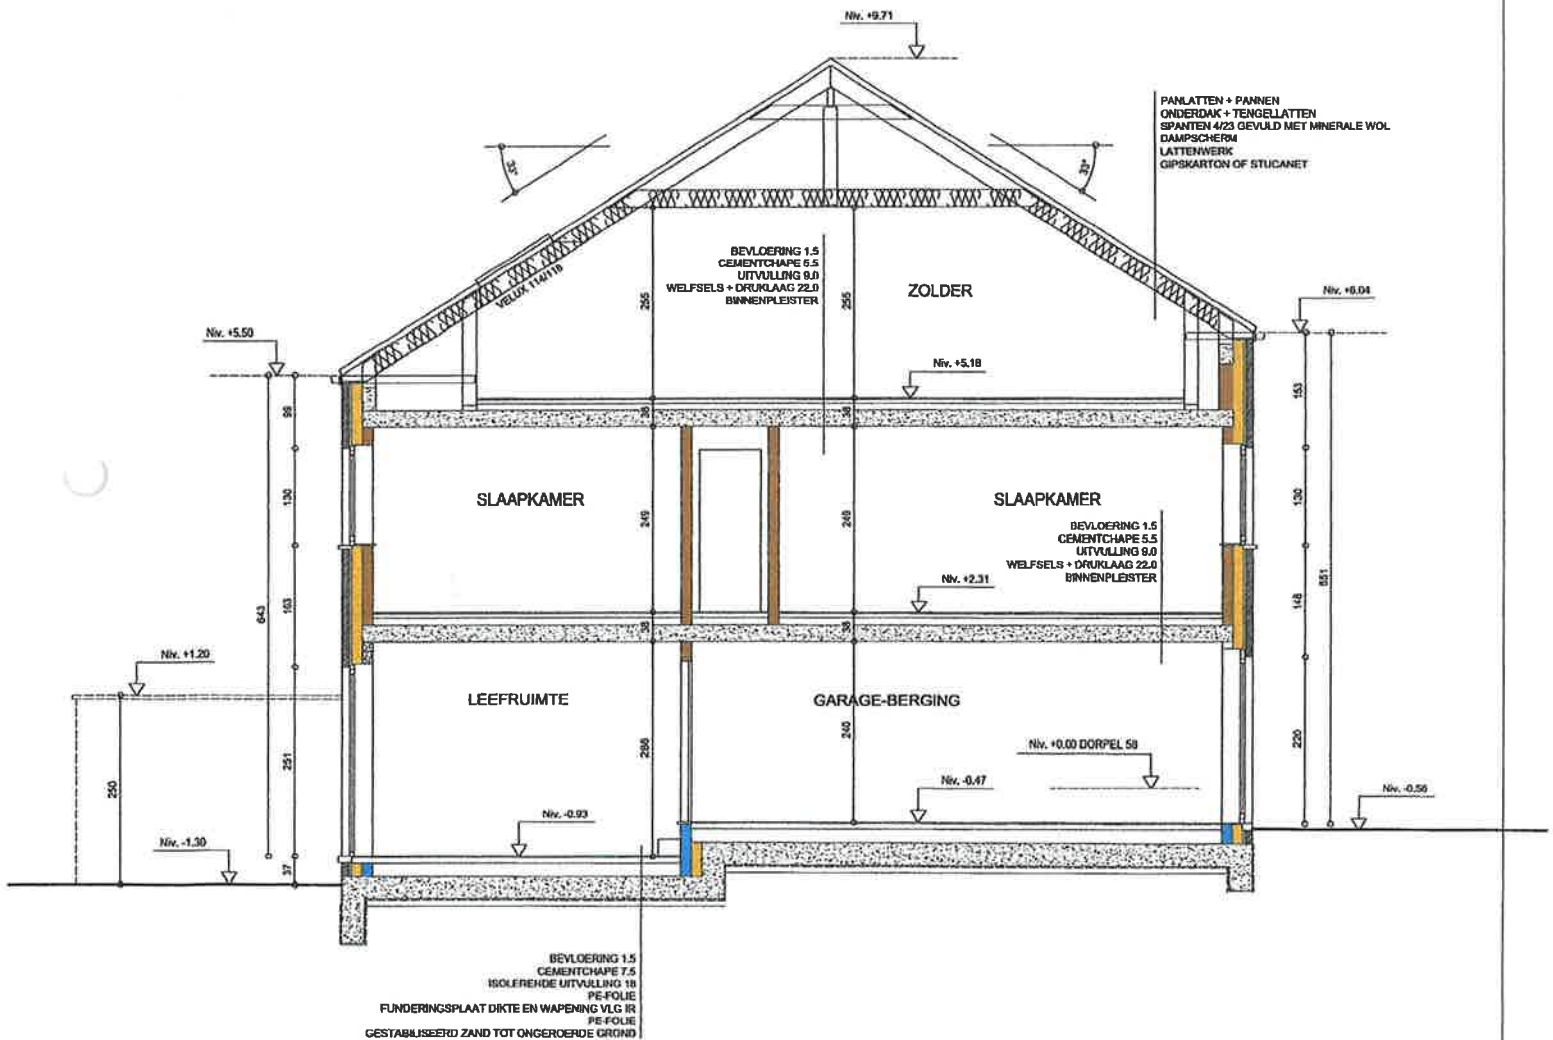 Niv. +9.71
PANLATTEN + PANNEN
ONDERDAK + TENGELLATTEN
SPANTEN 4/23 GEVULD MET MINERALE WOL
DAMPSCHERM
LATTENWERK
GIPSKARTON OF STUCANET
33°
33°
BEVLOERING 1.5
CEMENTCHAPE 5.5
UITVULLING 9.0
WELFSELS + DRUKLAAG 22.0
BINNENPLEISTER
VELUX 114/118
255
255
ZOLDER
Niv. +6.04
Niv. +5.50
Niv. +5.18
99
38
38
153
SLAAPKAMER
SLAAPKAMER
130
249
249
130
BEVLOERING 1.5
CEMENTCHAPE 5.5
UITVULLING 9.0
WELFSELS + DRUKLAAG 22.0
BINNENPLEISTER
Niv. +2.31
643
163
38
38
148
651
Niv. +1.20
LEEFRUIMTE
GARAGE-BERGING
250
251
286
240
220
Niv. +0.00 DORPEL 58
Niv. -0.47
Niv. -0.56
Niv. -0.93
Niv. -1.30
37
BEVLOERING 1.5
CEMENTCHAPE 7.5
ISOLERENDE UITVULLING 18
PE-FOLIE
FUNDERINGSPLAAT DIKTE EN WAPENING VLG IR
PE-FOLIE
GESTABILISEERD ZAND TOT ONGEROERDE GROND